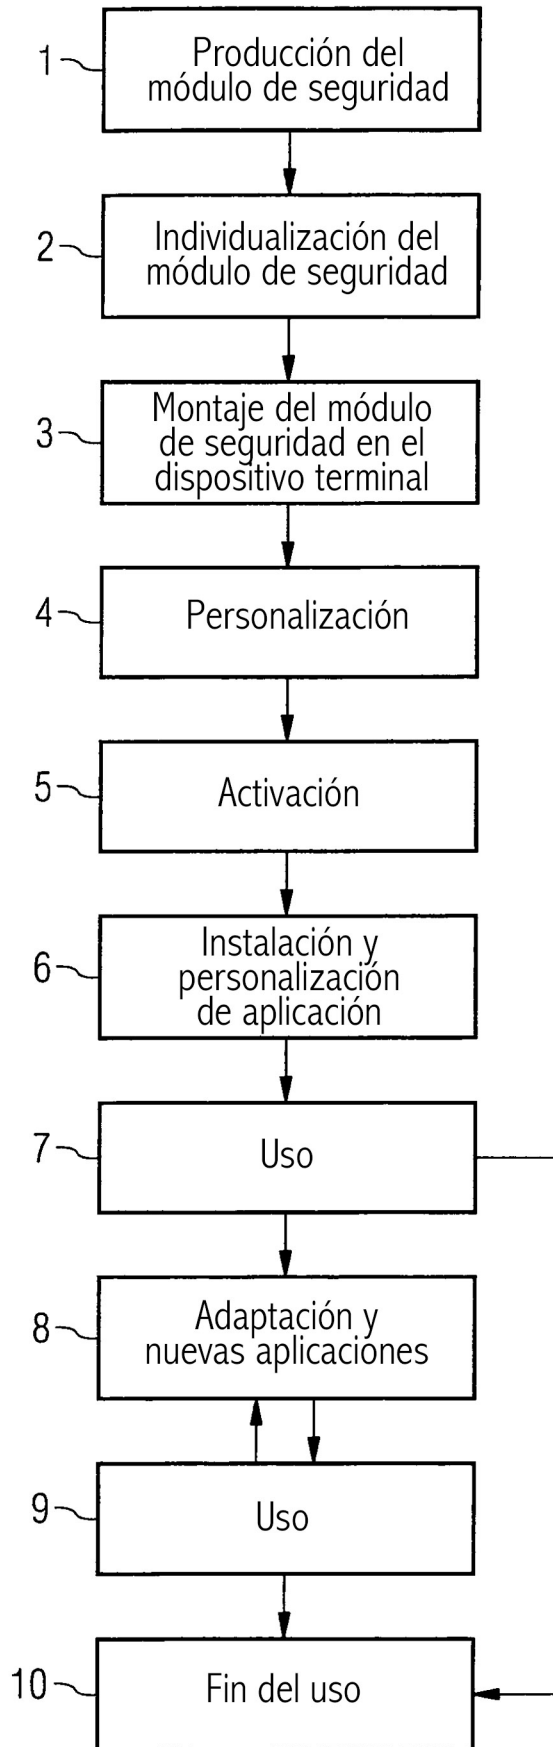 1
Producción del
módulo de seguridad
2
Individualización del
módulo de seguridad
3
Montaje del módulo
de seguridad en el
dispositivo terminal
4
Personalización
5
Activación
6
Instalación y
personalización
de aplicación
7
Uso
8
Adaptación y
nuevas aplicaciones
9
Uso
10
Fin del uso